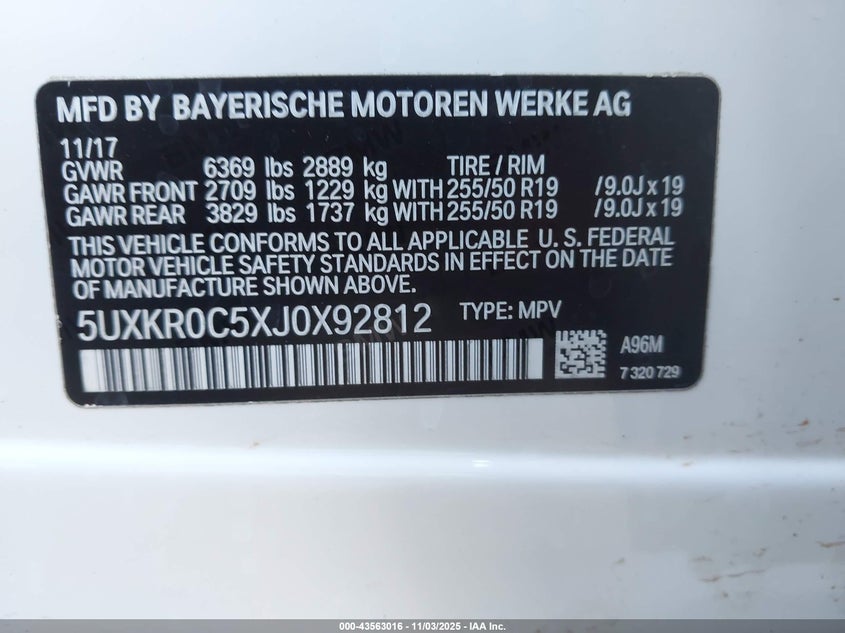 MFD BY BAYERISCHE MOTOREN WERKE AG
11/17
GVWR 6369 lbs 2889 kg TIRE / RIM
GAWR FRONT 2709 lbs 1229 kg WITH 255/50 R19 /9.0J x 19
GAWR REAR 3829 lbs 1737 kg WITH 255/50 R19 /9.0J x 19
THIS VEHICLE CONFORMS TO ALL APPLICABLE U. S. FEDERAL
MOTOR VEHICLE SAFETY STANDARDS IN EFFECT ON THE DATE
OF MANUFACTURE SHOWN ABOVE.
5UXKR0C5XJ0X92812 TYPE: MPV
A96M
7 320 729
000-43563016 - 11/03/2025 - IAA Inc.